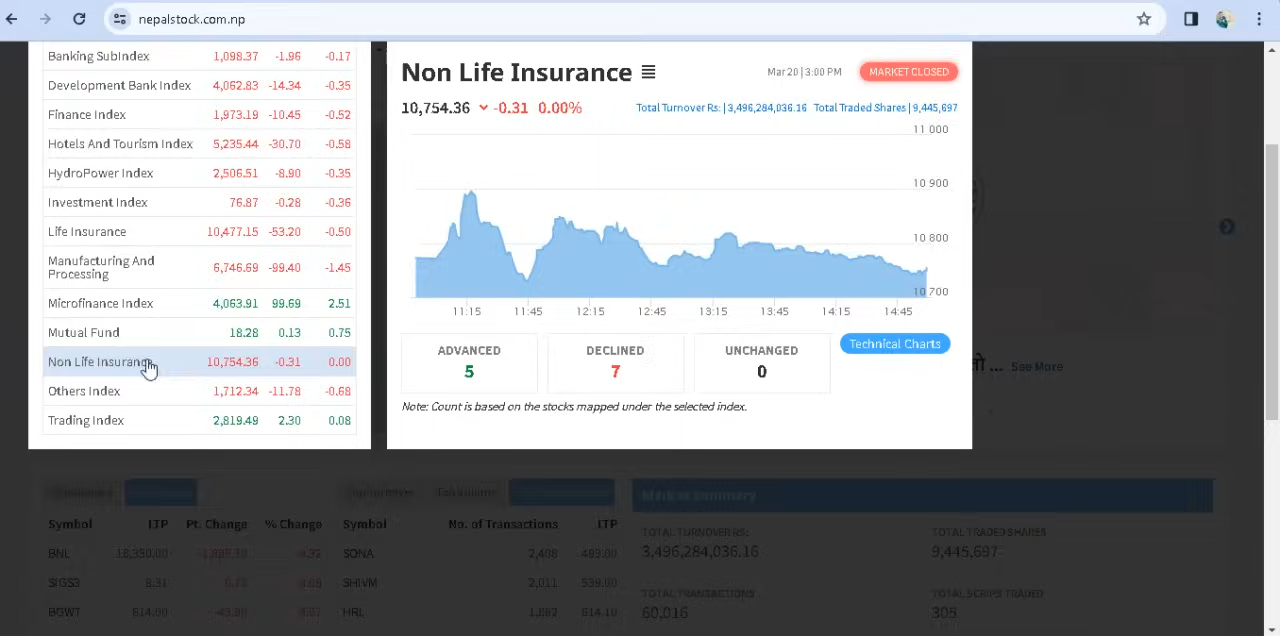 nepalstock.com.np
Banking SubIndex 1,098.37 -1.96 -0.17
Development Bank Index 4,062.83 -14.34 -0.35
Finance Index 1,973.19 -10.45 -0.52
Hotels And Tourism Index 5,235.44 -30.70 -0.58
HydroPower Index 2,506.51 -8.90 -0.35
Investment Index 76.87 -0.28 -0.36
Life Insurance 10,477.15 -53.20 -0.50
Manufacturing And
Processing 6,746.69 -99.40 -1.45
Microfinance Index 4,063.91 99.69 2.51
Mutual Fund 18.28 0.13 0.75
Non Life Insurance 10,754.36 -0.31 0.00
Others Index 1,712.34 -11.78 -0.68
Trading Index 2,819.49 2.30 0.08
Non Life Insurance
Mar 20 | 3:00 PM MARKET CLOSED
10,754.36 -0.31 0.00%
Total Turnover Rs: | 3,496,284,036.16 Total Traded Shares | 9,445,697
11 000
10 900
10 800
10 700
11:15 11:45 12:15 12:45 13:15 13:45 14:15 14:45
ADVANCED DECLINED UNCHANGED
5 7 0
Technical Charts
Note: Count is based on the stocks mapped under the selected index.
... See More
Symbol LTP Pt. Change % Change
BNL
SIGS3 8.31
614.00
Symbol No. of Transactions LTP
SONA 2,408 493.00
SHIVM 2,011 539.00
HRL 614.10
Market Summary
TOTAL TURNOVER RS:
3,496,284,036.16
TOTAL TRADED SHARES
9,445,697
TOTAL TRANSACTIONS
60,016
TOTAL SCRIPS TRADED
305